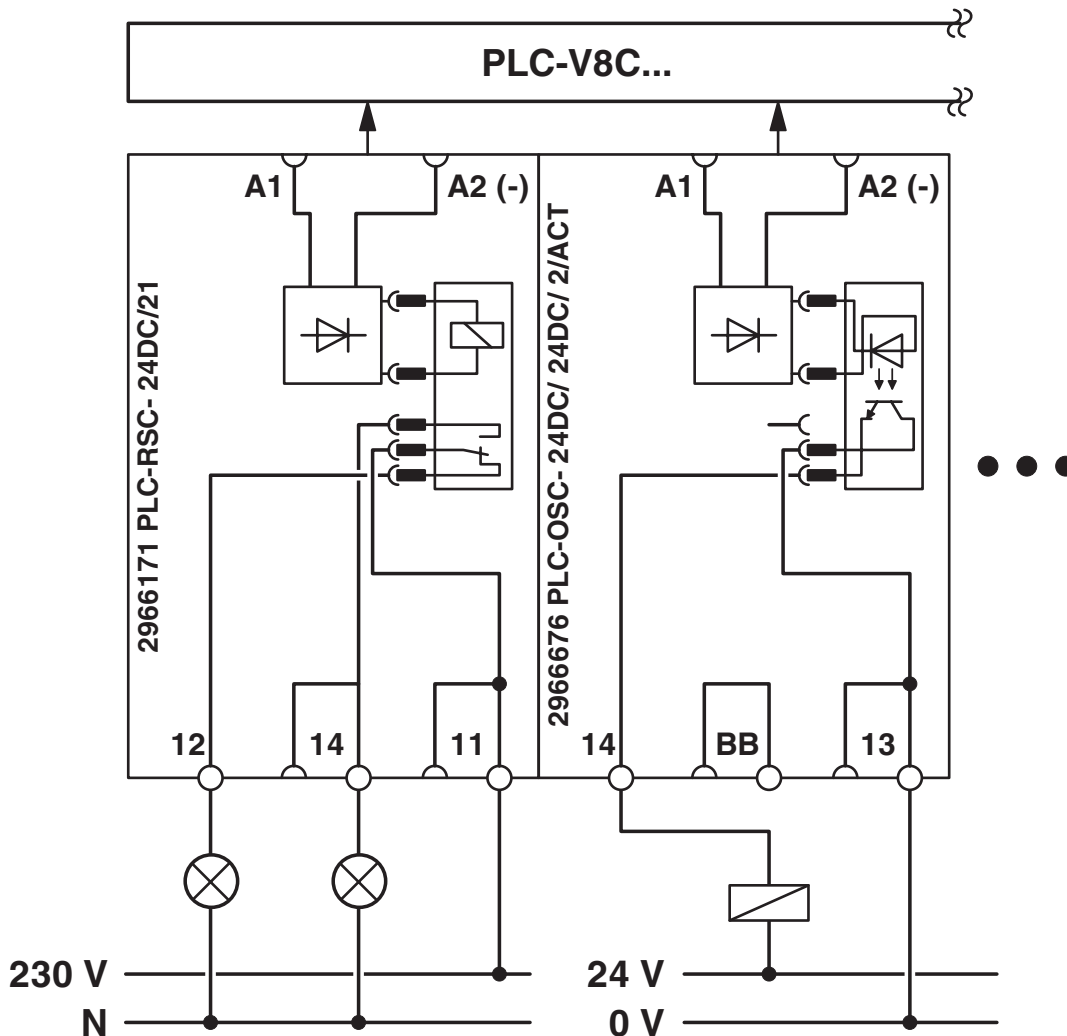 PLC-V8C...
A1 A2 (-) A1 A2 (-)
2966171 PLC-RSC- 24DC/21
2966676 PLC-OSC- 24DC/ 24DC/ 2/ACT
12 14 11 14 BB 13
230 V 24 V
N 0 V